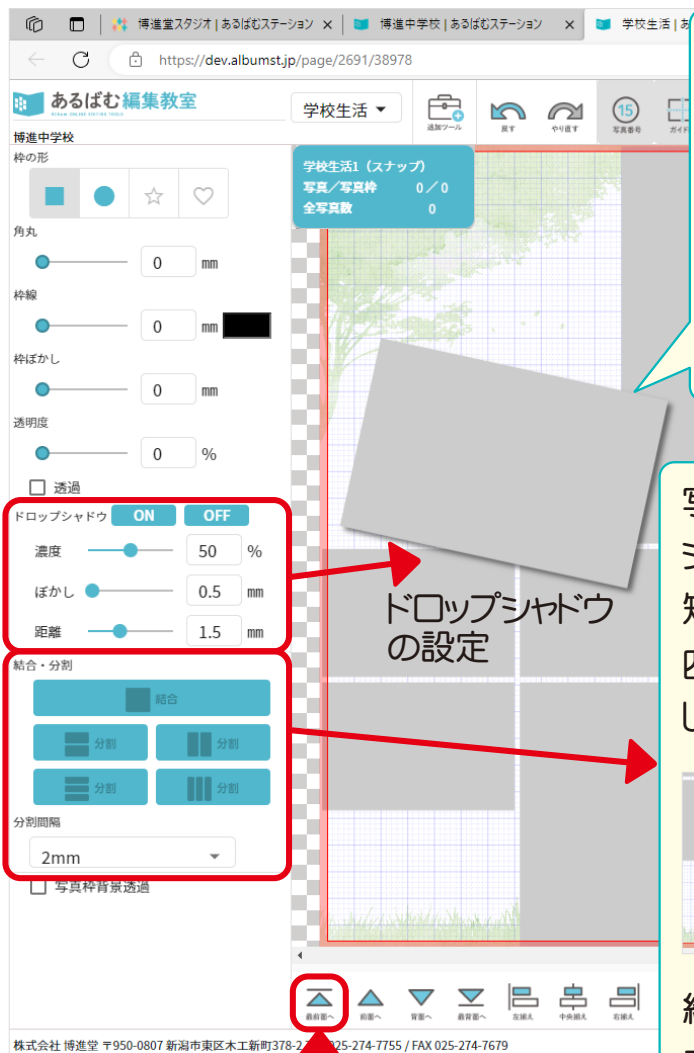 博進堂スタジオ | あるばむステーション ×
博進中学校 | あるばむステーション ×
学校生活 | あ
https://dev.albumst.jp/page/2691/38978
あるばむ編集教室
学校生活
追加ツール
戻す
やり直す
15
写真番号
ガイド
博進中学校
枠の形
角丸
0 mm
枠線
0 mm
枠ぼかし
0 mm
透明度
0 %
透過
ドロップシャドウ ON OFF
濃度 50 %
ぼかし 0.5 mm
距離 1.5 mm
結合・分割
結合
分割 分割
分割 分割
分割間隔
2mm
写真枠背景透過
学校生活1（スナップ）
写真／写真枠 0／0
全写真数 0
ドロップシャドウ
の設定
写
シ
し
最前面へ
前面へ
背面へ
最背面へ
左揃え
中央揃え
右揃え
株式会社 博進堂 〒950-0807 新潟市東区木工新町378-2 025-274-7755 / FAX 025-274-7679